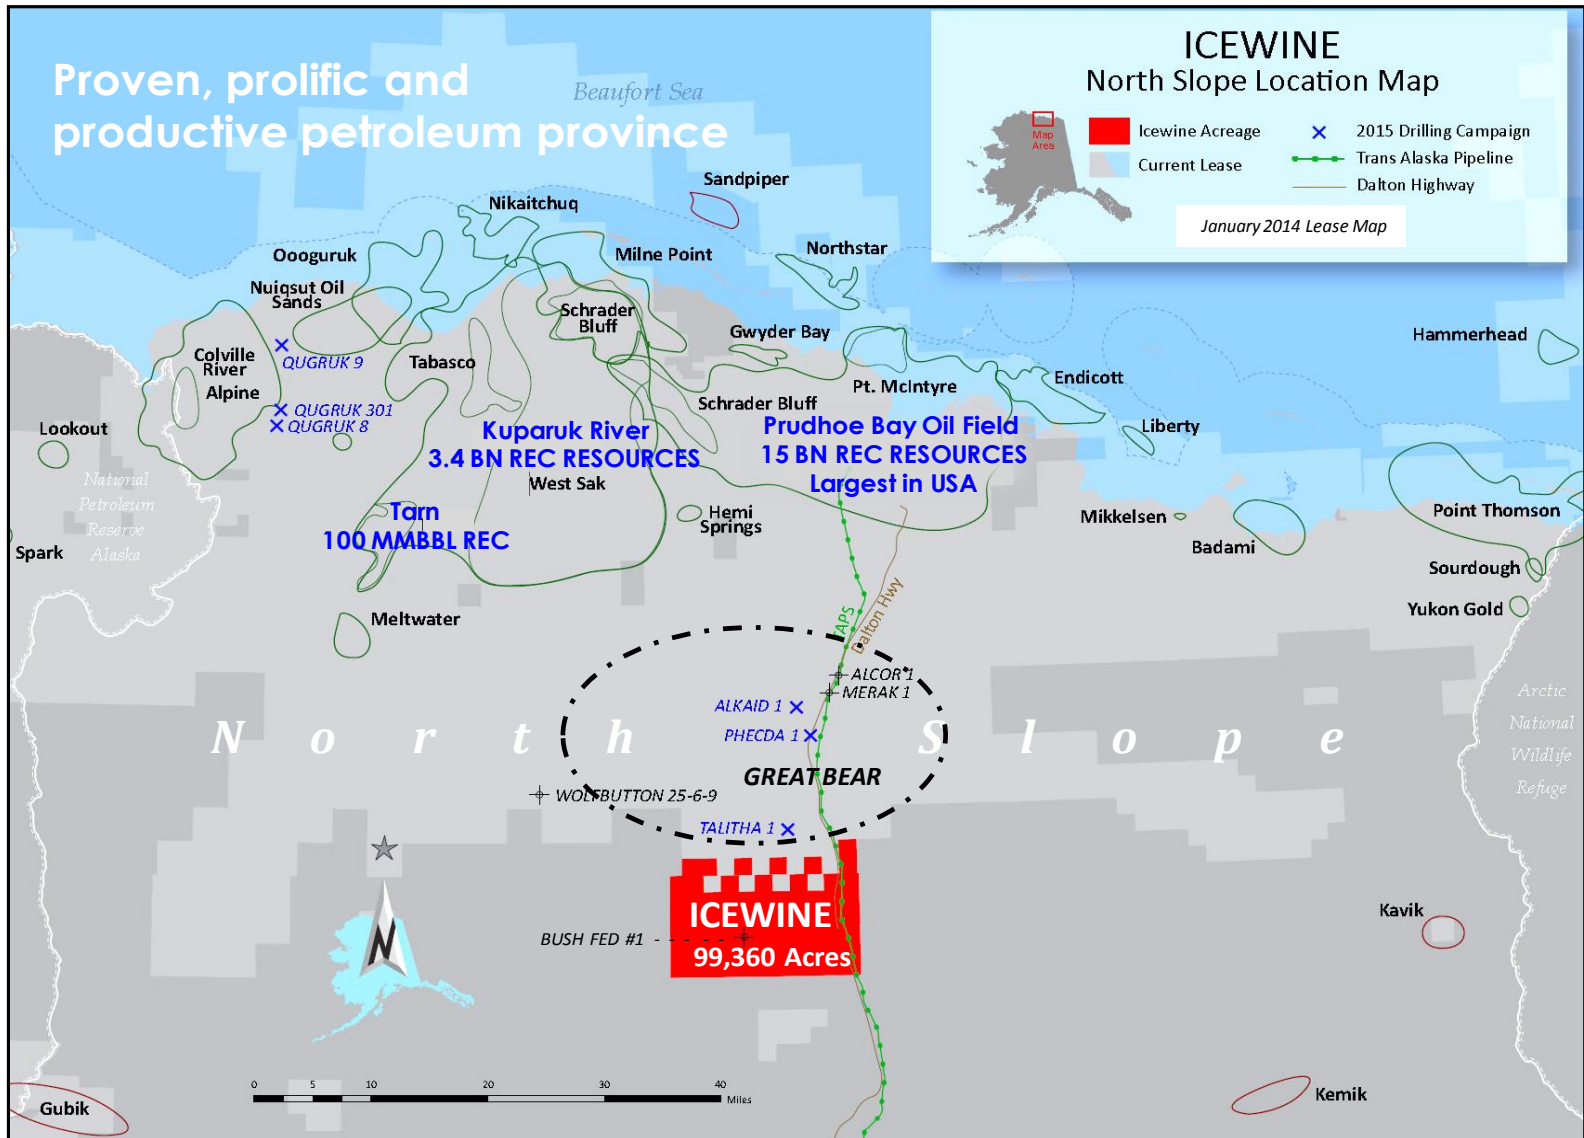 Proven, prolific and
productive petroleum province
Beaufort Sea
ICEWINE
North Slope Location Map
Map
Area
Icewine Acreage
Current Lease
2015 Drilling Campaign
Trans Alaska Pipeline
Dalton Highway
January 2014 Lease Map
Sandpiper
Nikaitchuq
Oooguruk
Milne Point
Northstar
Nuiqsut Oil
Sands
Schrader
Bluff
Gwyder Bay
Hammerhead
Colville
River
Alpine
QUGRUK 9
Tabasco
Pt. McIntyre
Endicott
QUGRUK 301
QUGRUK 8
Schrader Bluff
Lookout
Kuparuk River
3.4 BN REC RESOURCES
West Sak
Prudhoe Bay Oil Field
15 BN REC RESOURCES
Largest in USA
Liberty
National
Petroleum
Reserve
Alaska
Spark
Tarn
100 MMBBL REC
Hemi
Springs
Mikkelsen
Badami
Point Thomson
Sourdough
Yukon Gold
Meltwater
TAPS
Dalton Hwy
ALCOR 1
MERAK 1
ALKAID 1
PHECDA 1
North Slope
Arctic
National
Wildlife
Refuge
GREAT BEAR
WOLFBUTTON 25-6-9
TALITHA 1
ICEWINE
99,360 Acres
BUSH FED #1
N
Kavik
0 5 10 20 30 40
Miles
Gubik
Kemik